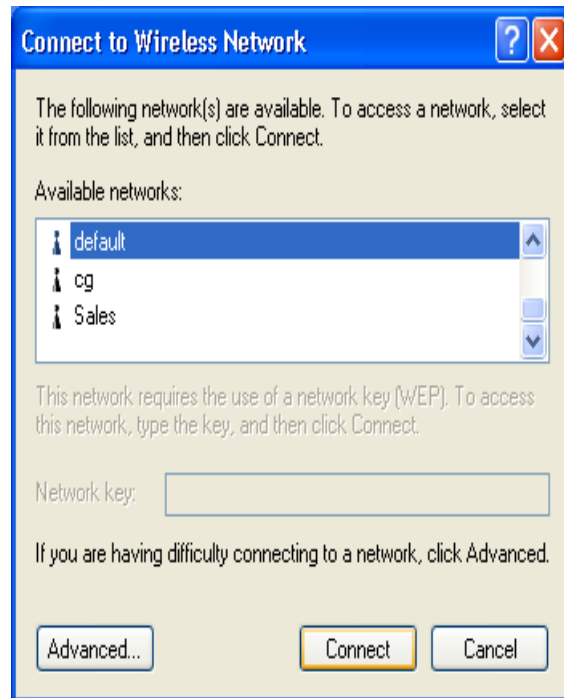 Connect to Wireless Network
The following network(s) are available. To access a network, select
it from the list, and then click Connect.
Available networks:
default
cg
Sales
This network requires the use of a network key (WEP). To access
this network, type the key, and then click Connect.
Network key:
If you are having difficulty connecting to a network, click Advanced.
Advanced... Connect Cancel